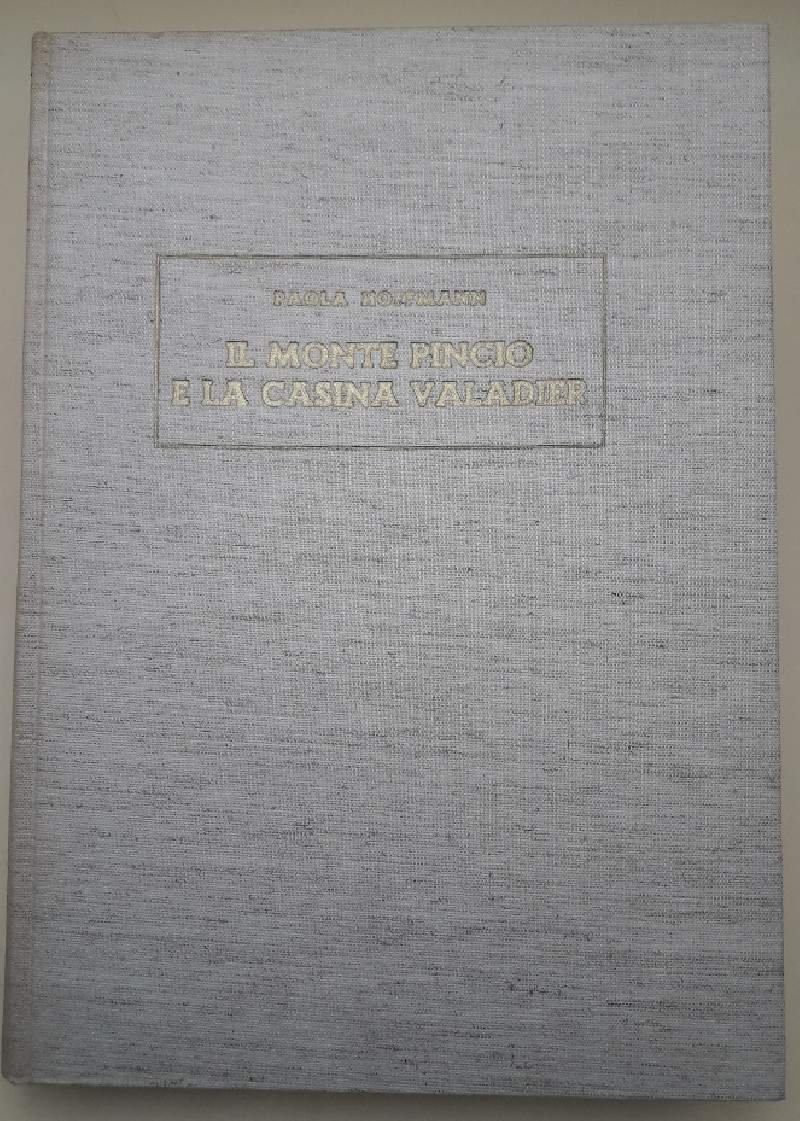 PAOLA HOFFMANN
IL MONTE PINCIO
E LA CASINA VALADIER